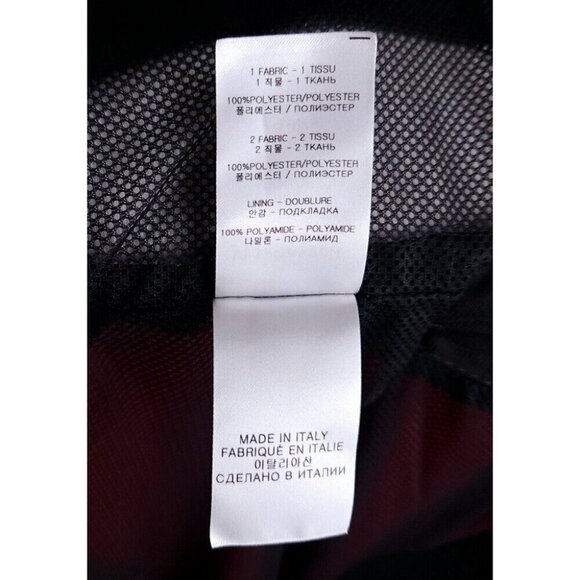 1 FABRIC - 1 TISSU
1 직물 - 1 ТКАНЬ
100%POLYESTER/POLYESTER
폴리에스터 / ПОЛИЭСТЕР
2 FABRIC - 2 TISSU
2 직물 - 2 ТКАНЬ
100%POLYESTER/POLYESTER
폴리에스터 / ПОЛИЭСТЕР
LINING - DOUBLURE
안감 - ПОДКЛАДКА
100% POLYAMIDE - POLYAMIDE
나일론 - ПОЛИАМИД
MADE IN ITALY
FABRIQUÉ EN ITALIE
이탈리아산
СДЕЛАНО В ИТАЛИИ